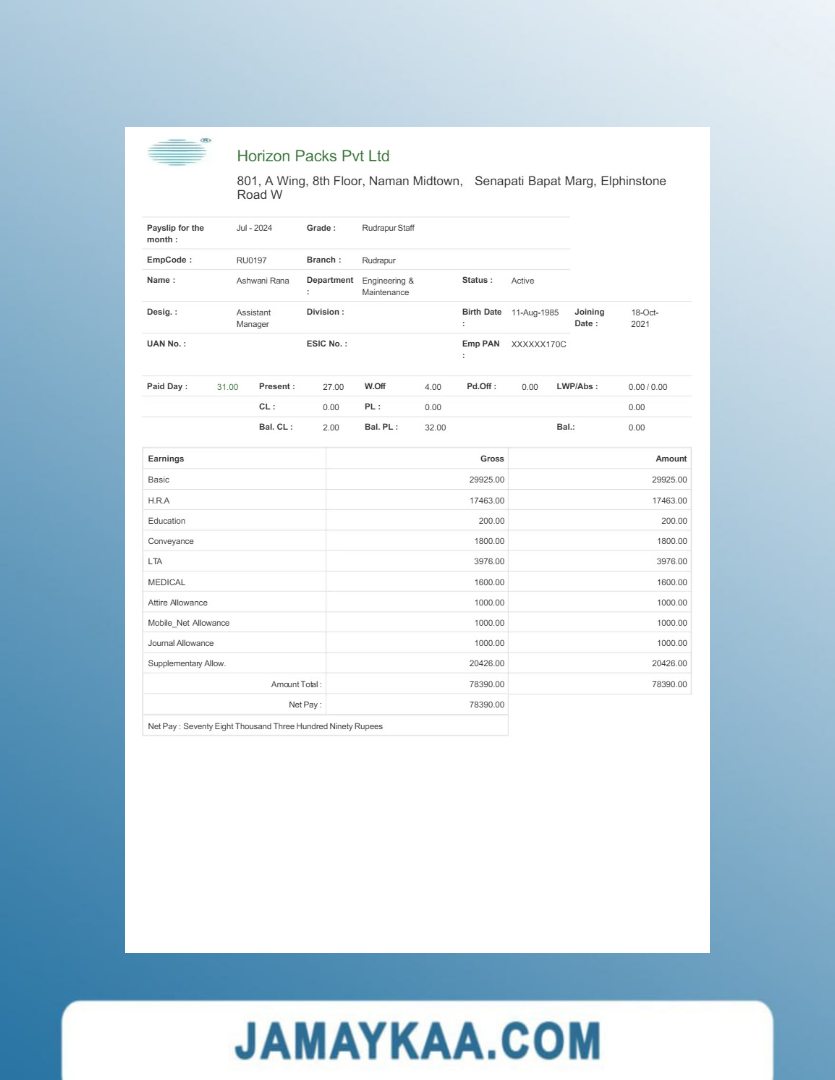 ®
Horizon Packs Pvt Ltd
801, A Wing, 8th Floor, Naman Midtown, Senapati Bapat Marg, Elphinstone
Road W
Payslip for the month : Jul - 2024 Grade : Rudrapur Staff
EmpCode : RU0197 Branch : Rudrapur
Name : Ashwani Rana Department : Engineering & Maintenance Status : Active
Desig. : Assistant Manager Division : Birth Date : 11-Aug-1985 Joining Date : 18-Oct-2021
UAN No. : ESIC No. : Emp PAN : XXXXXX170C
Paid Day : 31.00 Present : 27.00 W.Off 4.00 Pd.Off : 0.00 LWP/Abs : 0.00 / 0.00
CL : 0.00 PL : 0.00 0.00
Bal. CL : 2.00 Bal. PL : 32.00 Bal.: 0.00
Earnings Gross Amount
Basic 29925.00 29925.00
H.R.A 17463.00 17463.00
Education 200.00 200.00
Conveyance 1800.00 1800.00
LTA 3976.00 3976.00
MEDICAL 1600.00 1600.00
Attire Allowance 1000.00 1000.00
Mobile_Net Allowance 1000.00 1000.00
Journal Allowance 1000.00 1000.00
Supplementary Allow. 20426.00 20426.00
Amount Total : 78390.00 78390.00
Net Pay : 78390.00
Net Pay : Seventy Eight Thousand Three Hundred Ninety Rupees
JAMAYKAA.COM